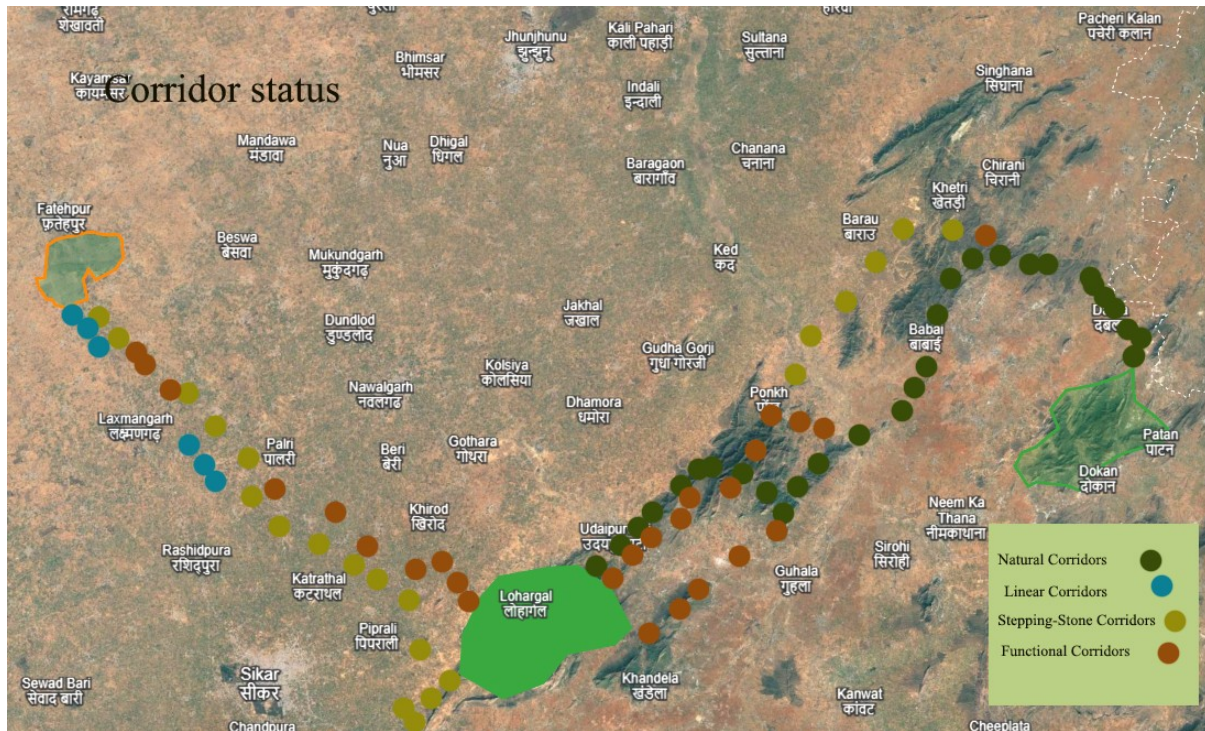 रामगढ़
शेखावती
Jhunjhunu
झुन्झुनू
Kali Pahari
काली पहाड़ी
Sultana
सुल्ताना
Pacheri Kalan
पचेरी कलान
Bhimsar
भीमसर
Kayamsar
कायमसर
Corridor status
Indali
इन्दाली
Singhana
सिंघाना
Mandawa
मंडावा
Nua
नुआ
Dhigal
धिगल
Baragaon
बारागाँव
Chanana
चनाना
Chirani
चिरानी
Khetri
खेतड़ी
Fatehpur
फ़तेहपुर
Beswa
बेसवा
Mukundgarh
मुकुंदगढ़
Barau
बाराउ
Ked
कद
Dundlod
डुण्डलोद
Jakhal
जखाल
Gudha Gorji
गुधा गोरजी
Babai
बाबाई
Nawalgarh
नवलगढ
Kolsiya
कोलसिया
Dhamora
धमोरा
Ponkh
Laxmangarh
लक्ष्मणगढ़
Palri
पालरी
Beri
बेरी
Gothara
गोथरा
Patan
पाटन
Dokan
दोकान
Khirod
खिरोद
Udaipur
Neem Ka
Thana
नीमकाथाना
Rashidpura
रशिदपुरा
Katrathal
कटराथल
Lohargal
लोहार्गल
Guhala
गुहला
Sirohi
सिरोही
Natural Corridors
Linear Corridors
Stepping-Stone Corridors
Functional Corridors
Piprali
पिपराली
Sikar
सीकर
Sewad Bari
सेवाद बारी
Khandela
खंडेला
Kanwat
कांवट
Chandpura
Cheeplata